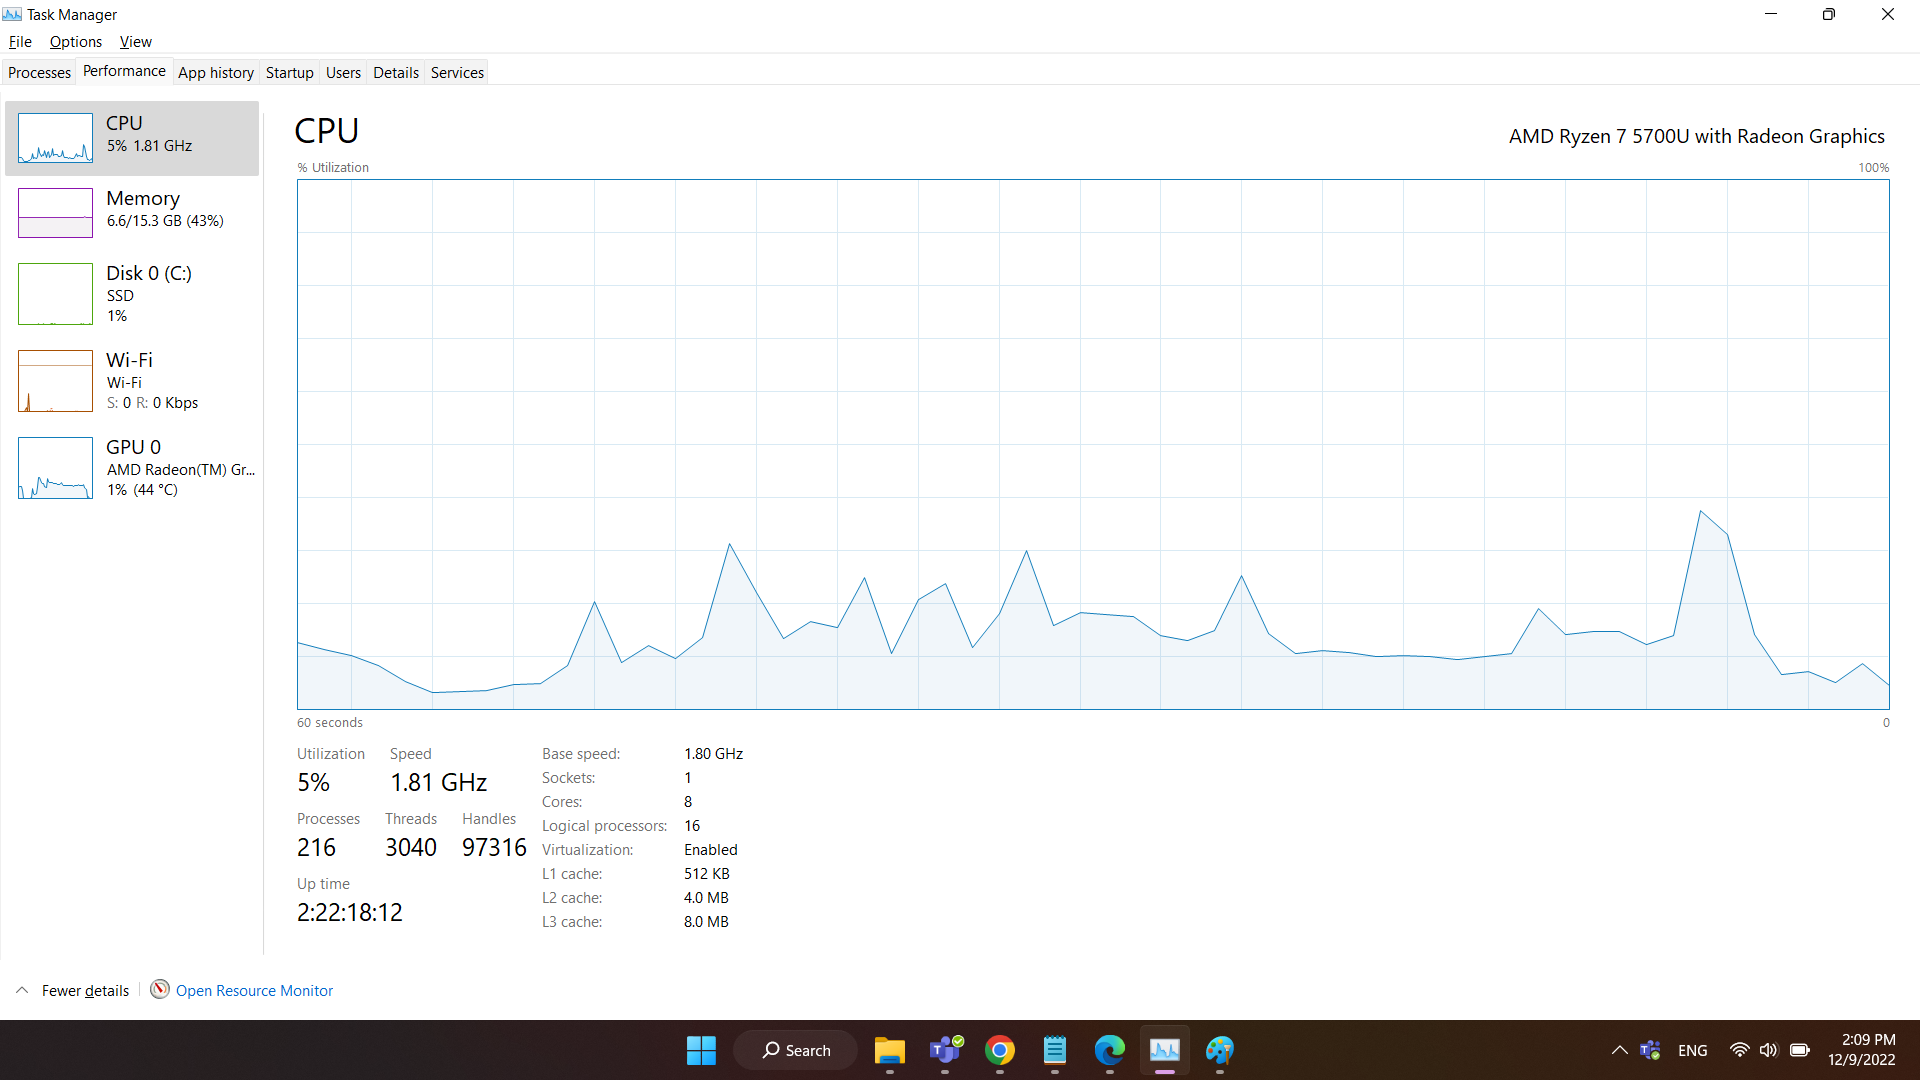 Task Manager
File Options View
Processes Performance App history Startup Users Details Services
CPU
5% 1.81 GHz
Memory
6.6/15.3 GB (43%)
Disk 0 (C:)
SSD
1%
Wi-Fi
Wi-Fi
S: 0 R: 0 Kbps
GPU 0
AMD Radeon(TM) Gr...
1% (44 °C)
CPU
AMD Ryzen 7 5700U with Radeon Graphics
% Utilization
100%
60 seconds
0
Utilization Speed
5% 1.81 GHz
Processes Threads Handles
216 3040 97316
Up time
2:22:18:12
Base speed: 1.80 GHz
Sockets: 1
Cores: 8
Logical processors: 16
Virtualization: Enabled
L1 cache: 512 KB
L2 cache: 4.0 MB
L3 cache: 8.0 MB
Fewer details
Open Resource Monitor
Search
ENG
2:09 PM
12/9/2022